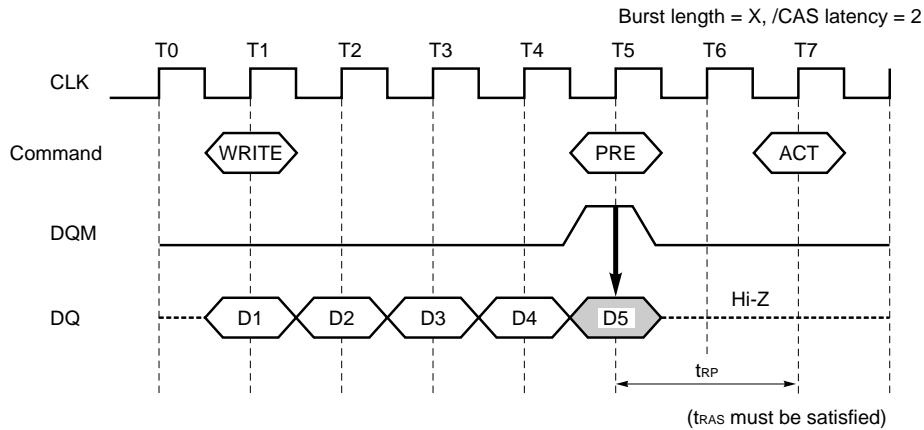 Burst length = X, /CAS latency = 2
T0 T1 T2 T3 T4 T5 T6 T7
CLK
Command WRITE PRE ACT
DQM
Hi-Z
DQ D1 D2 D3 D4 D5
tRP
(tRAS must be satisfied)